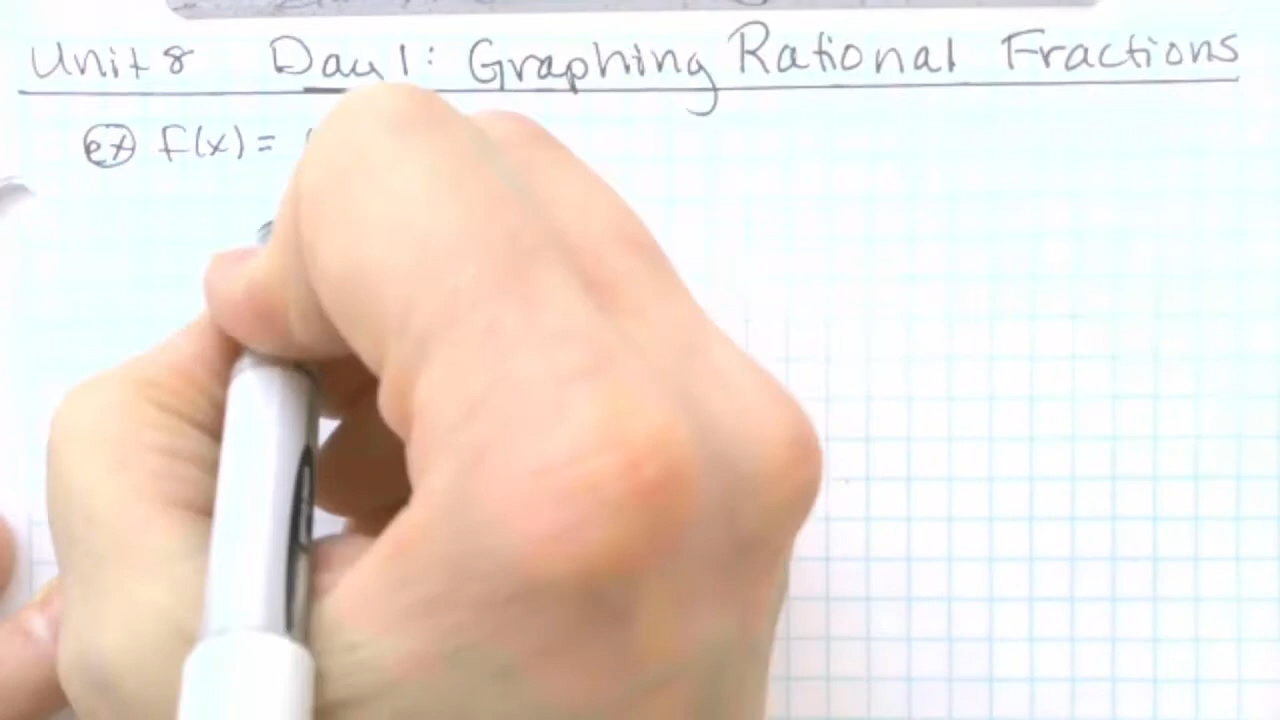 Unit 8 Day 1: Graphing Rational Fractions
ex f(x) =